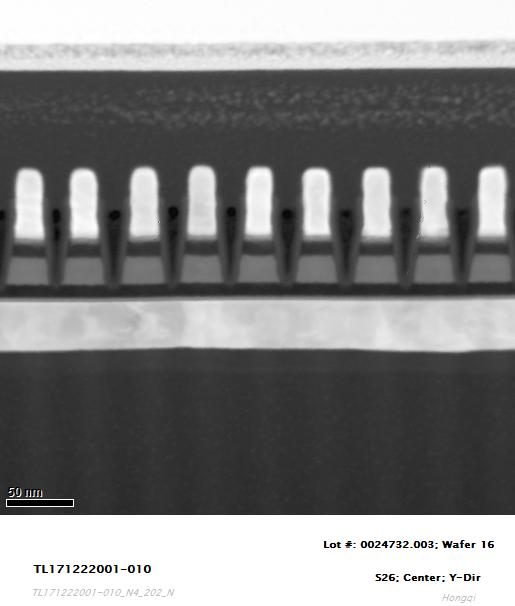 50 nm
Lot #: 0024732.003; Wafer 16
TL171222001-010
S26; Center; Y-Dir
TL171222001-010_N4_202_N
Hongqi